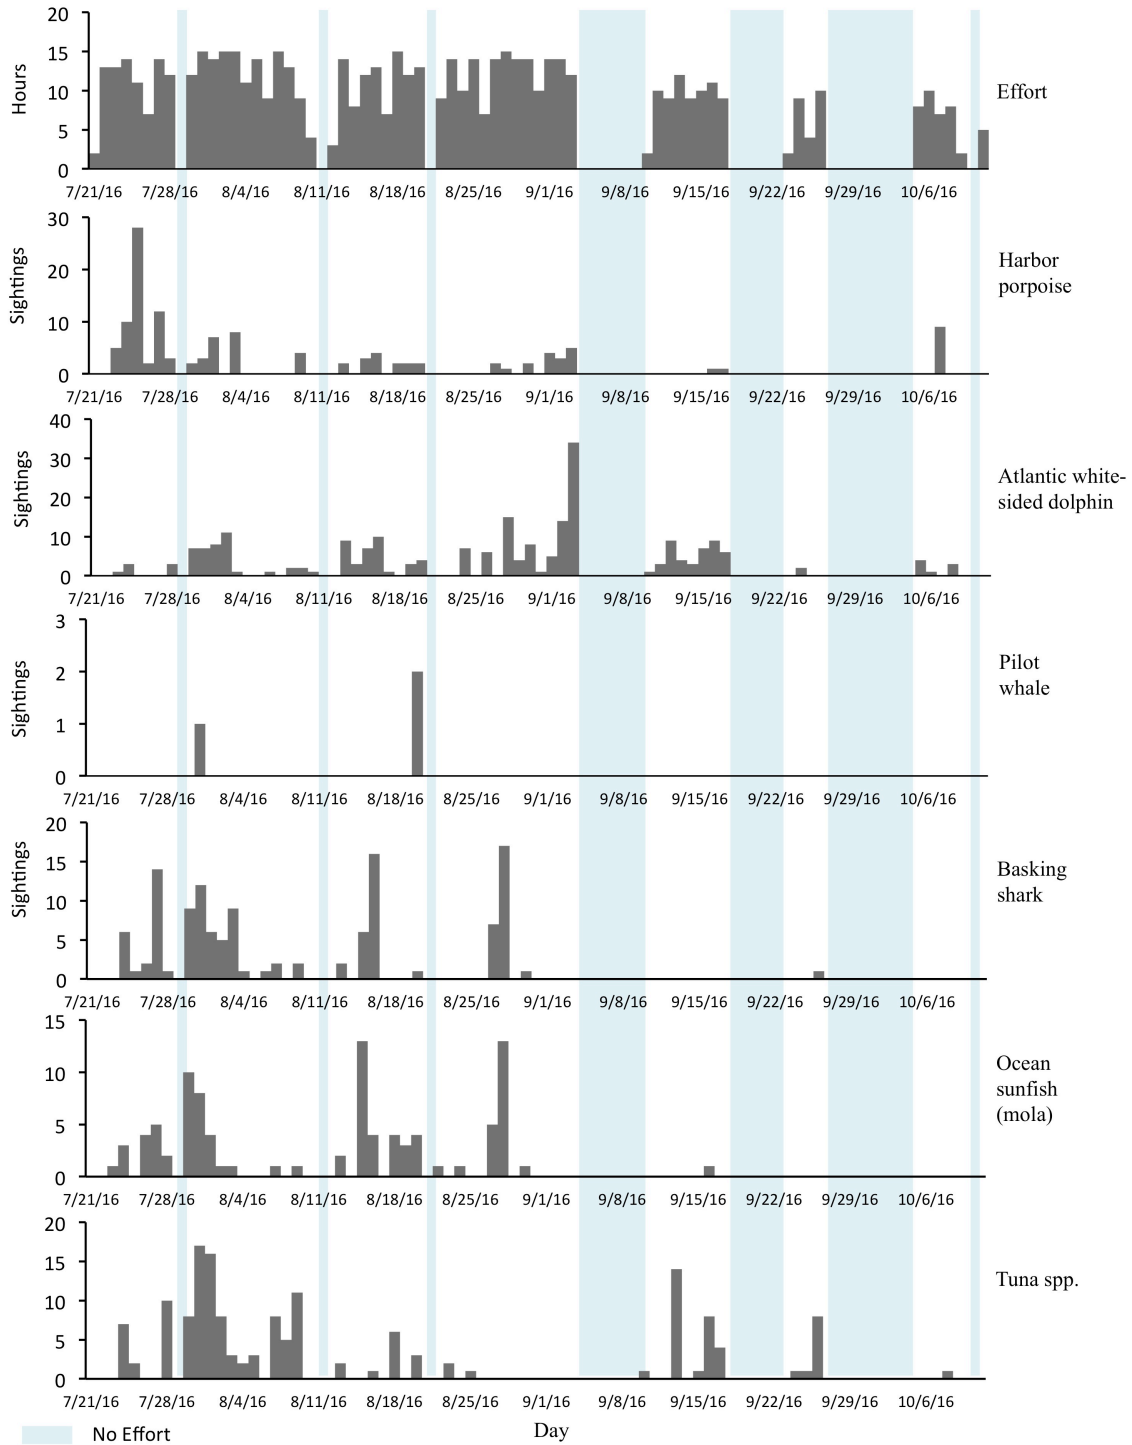 20
15
10
5
0
Hours
Effort
7/21/16 7/28/16 8/4/16 8/11/16 8/18/16 8/25/16 9/1/16 9/8/16 9/15/16 9/22/16 9/29/16 10/6/16
30
20
10
0
Sightings
Harbor
porpoise
7/21/16 7/28/16 8/4/16 8/11/16 8/18/16 8/25/16 9/1/16 9/8/16 9/15/16 9/22/16 9/29/16 10/6/16
40
30
20
10
0
Sightings
Atlantic white-
sided dolphin
7/21/16 7/28/16 8/4/16 8/11/16 8/18/16 8/25/16 9/1/16 9/8/16 9/15/16 9/22/16 9/29/16 10/6/16
3
2
1
0
Sightings
Pilot
whale
7/21/16 7/28/16 8/4/16 8/11/16 8/18/16 8/25/16 9/1/16 9/8/16 9/15/16 9/22/16 9/29/16 10/6/16
20
15
10
5
0
Sightings
Basking
shark
7/21/16 7/28/16 8/4/16 8/11/16 8/18/16 8/25/16 9/1/16 9/8/16 9/15/16 9/22/16 9/29/16 10/6/16
15
10
5
0
Ocean
sunfish
(mola)
7/21/16 7/28/16 8/4/16 8/11/16 8/18/16 8/25/16 9/1/16 9/8/16 9/15/16 9/22/16 9/29/16 10/6/16
20
15
10
5
0
Tuna spp.
7/21/16 7/28/16 8/4/16 8/11/16 8/18/16 8/25/16 9/1/16 9/8/16 9/15/16 9/22/16 9/29/16 10/6/16
No Effort
Day